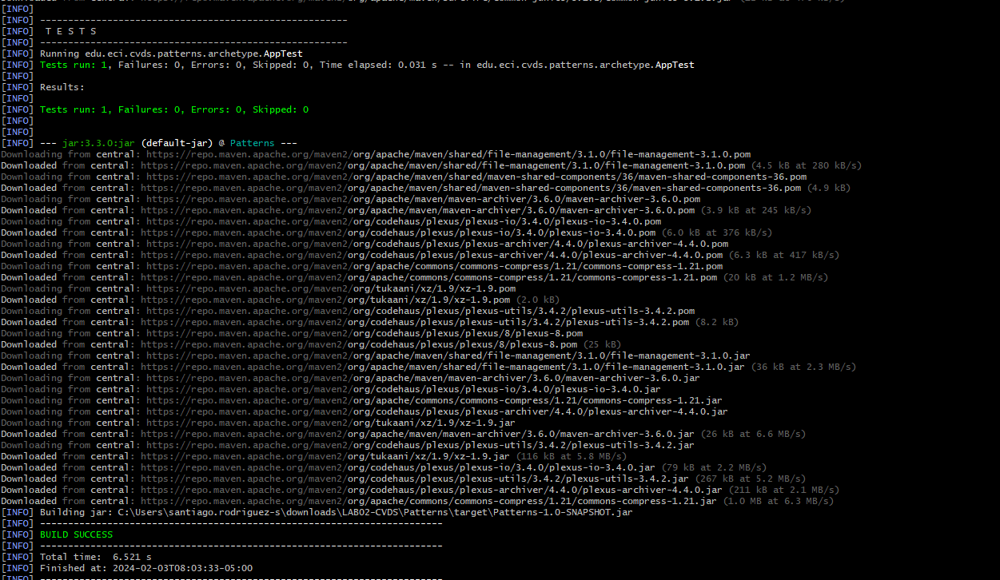 [INFO]
[INFO] -------------------------------------------------------
[INFO]  T E S T S
[INFO] -------------------------------------------------------
[INFO] Running edu.eci.cvds.patterns.archetype.AppTest
[INFO] Tests run: 1, Failures: 0, Errors: 0, Skipped: 0, Time elapsed: 0.031 s -- in edu.eci.cvds.patterns.archetype.AppTest
[INFO]
[INFO] Results:
[INFO]
[INFO] Tests run: 1, Failures: 0, Errors: 0, Skipped: 0
[INFO]
[INFO]
[INFO] --- jar:3.3.0:jar (default-jar) @ Patterns ---
Downloading from central: https://repo.maven.apache.org/maven2/org/apache/maven/shared/file-management/3.1.0/file-management-3.1.0.pom
Downloaded from central: https://repo.maven.apache.org/maven2/org/apache/maven/shared/file-management/3.1.0/file-management-3.1.0.pom (4.5 kB at 280 kB/s)
Downloading from central: https://repo.maven.apache.org/maven2/org/apache/maven/shared/maven-shared-components/36/maven-shared-components-36.pom
Downloaded from central: https://repo.maven.apache.org/maven2/org/apache/maven/shared/maven-shared-components/36/maven-shared-components-36.pom (4.9 kB)
Downloading from central: https://repo.maven.apache.org/maven2/org/apache/maven/maven-archiver/3.6.0/maven-archiver-3.6.0.pom
Downloaded from central: https://repo.maven.apache.org/maven2/org/apache/maven/maven-archiver/3.6.0/maven-archiver-3.6.0.pom (3.9 kB at 245 kB/s)
Downloading from central: https://repo.maven.apache.org/maven2/org/codehaus/plexus/plexus-io/3.4.0/plexus-io-3.4.0.pom
Downloaded from central: https://repo.maven.apache.org/maven2/org/codehaus/plexus/plexus-io/3.4.0/plexus-io-3.4.0.pom (6.0 kB at 376 kB/s)
Downloading from central: https://repo.maven.apache.org/maven2/org/codehaus/plexus/plexus-archiver/4.4.0/plexus-archiver-4.4.0.pom
Downloaded from central: https://repo.maven.apache.org/maven2/org/codehaus/plexus/plexus-archiver/4.4.0/plexus-archiver-4.4.0.pom (6.3 kB at 417 kB/s)
Downloading from central: https://repo.maven.apache.org/maven2/org/apache/commons/commons-compress/1.21/commons-compress-1.21.pom
Downloaded from central: https://repo.maven.apache.org/maven2/org/apache/commons/commons-compress/1.21/commons-compress-1.21.pom (20 kB at 1.2 MB/s)
Downloading from central: https://repo.maven.apache.org/maven2/org/tukaani/xz/1.9/xz-1.9.pom
Downloaded from central: https://repo.maven.apache.org/maven2/org/tukaani/xz/1.9/xz-1.9.pom (2.0 kB)
Downloading from central: https://repo.maven.apache.org/maven2/org/codehaus/plexus/plexus-utils/3.4.2/plexus-utils-3.4.2.pom
Downloaded from central: https://repo.maven.apache.org/maven2/org/codehaus/plexus/plexus-utils/3.4.2/plexus-utils-3.4.2.pom (8.2 kB)
Downloading from central: https://repo.maven.apache.org/maven2/org/codehaus/plexus/plexus/8/plexus-8.pom
Downloaded from central: https://repo.maven.apache.org/maven2/org/codehaus/plexus/plexus/8/plexus-8.pom (25 kB)
Downloading from central: https://repo.maven.apache.org/maven2/org/apache/maven/shared/file-management/3.1.0/file-management-3.1.0.jar
Downloaded from central: https://repo.maven.apache.org/maven2/org/apache/maven/shared/file-management/3.1.0/file-management-3.1.0.jar (36 kB at 2.3 MB/s)
Downloading from central: https://repo.maven.apache.org/maven2/org/apache/maven/maven-archiver/3.6.0/maven-archiver-3.6.0.jar
Downloading from central: https://repo.maven.apache.org/maven2/org/codehaus/plexus/plexus-io/3.4.0/plexus-io-3.4.0.jar
Downloading from central: https://repo.maven.apache.org/maven2/org/apache/commons/commons-compress/1.21/commons-compress-1.21.jar
Downloading from central: https://repo.maven.apache.org/maven2/org/codehaus/plexus/plexus-archiver/4.4.0/plexus-archiver-4.4.0.jar
Downloading from central: https://repo.maven.apache.org/maven2/org/tukaani/xz/1.9/xz-1.9.jar
Downloaded from central: https://repo.maven.apache.org/maven2/org/apache/maven/maven-archiver/3.6.0/maven-archiver-3.6.0.jar (26 kB at 6.6 MB/s)
Downloading from central: https://repo.maven.apache.org/maven2/org/codehaus/plexus/plexus-utils/3.4.2/plexus-utils-3.4.2.jar
Downloaded from central: https://repo.maven.apache.org/maven2/org/tukaani/xz/1.9/xz-1.9.jar (116 kB at 5.8 MB/s)
Downloaded from central: https://repo.maven.apache.org/maven2/org/codehaus/plexus/plexus-io/3.4.0/plexus-io-3.4.0.jar (79 kB at 2.2 MB/s)
Downloaded from central: https://repo.maven.apache.org/maven2/org/codehaus/plexus/plexus-utils/3.4.2/plexus-utils-3.4.2.jar (267 kB at 5.2 MB/s)
Downloaded from central: https://repo.maven.apache.org/maven2/org/codehaus/plexus/plexus-archiver/4.4.0/plexus-archiver-4.4.0.jar (211 kB at 2.1 MB/s)
Downloaded from central: https://repo.maven.apache.org/maven2/org/apache/commons/commons-compress/1.21/commons-compress-1.21.jar (1.0 MB at 6.3 MB/s)
[INFO] Building jar: C:\Users\santiago.rodriguez-s\downloads\LAB02-CVDS\Patterns\target\Patterns-1.0-SNAPSHOT.jar
[INFO] ------------------------------------------------------------------------
[INFO] BUILD SUCCESS
[INFO] ------------------------------------------------------------------------
[INFO] Total time:  6.521 s
[INFO] Finished at: 2024-02-03T08:03:33-05:00
[INFO] ------------------------------------------------------------------------